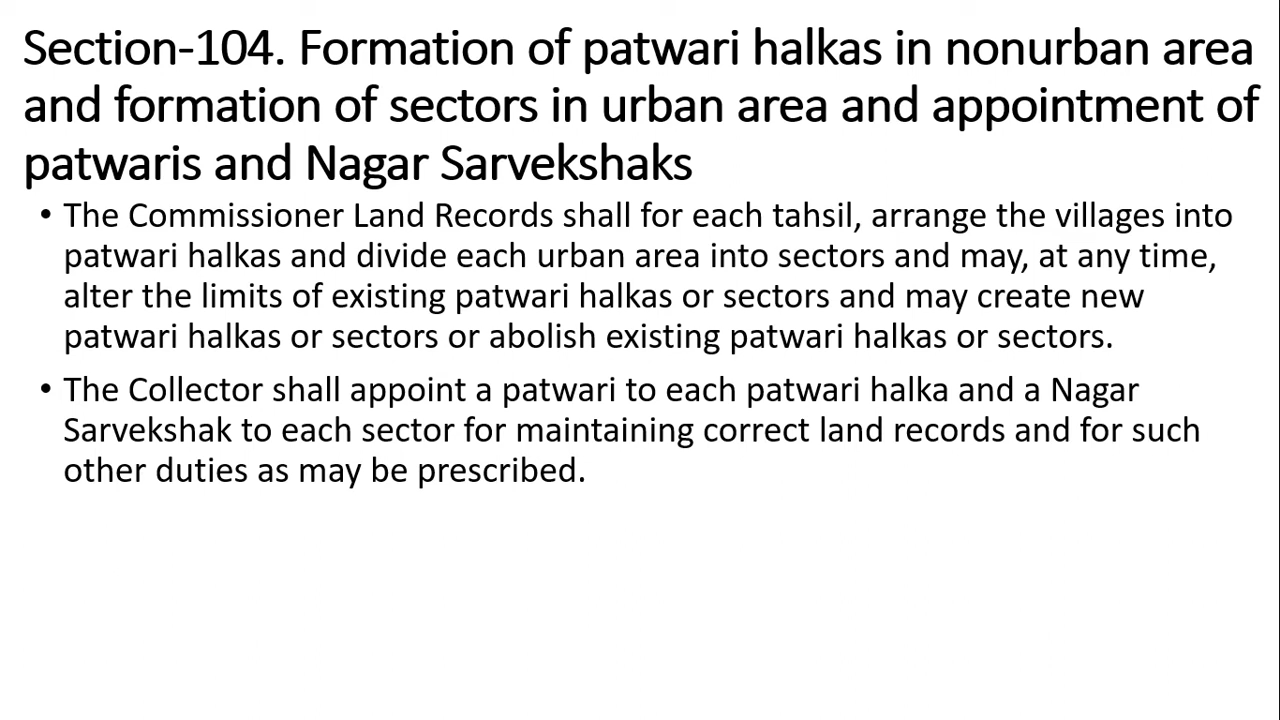 Section-104. Formation of patwari halkas in nonurban area
and formation of sectors in urban area and appointment of
patwaris and Nagar Sarvekshaks
• The Commissioner Land Records shall for each tahsil, arrange the villages into
patwari halkas and divide each urban area into sectors and may, at any time,
alter the limits of existing patwari halkas or sectors and may create new
patwari halkas or sectors or abolish existing patwari halkas or sectors.
• The Collector shall appoint a patwari to each patwari halka and a Nagar
Sarvekshak to each sector for maintaining correct land records and for such
other duties as may be prescribed.